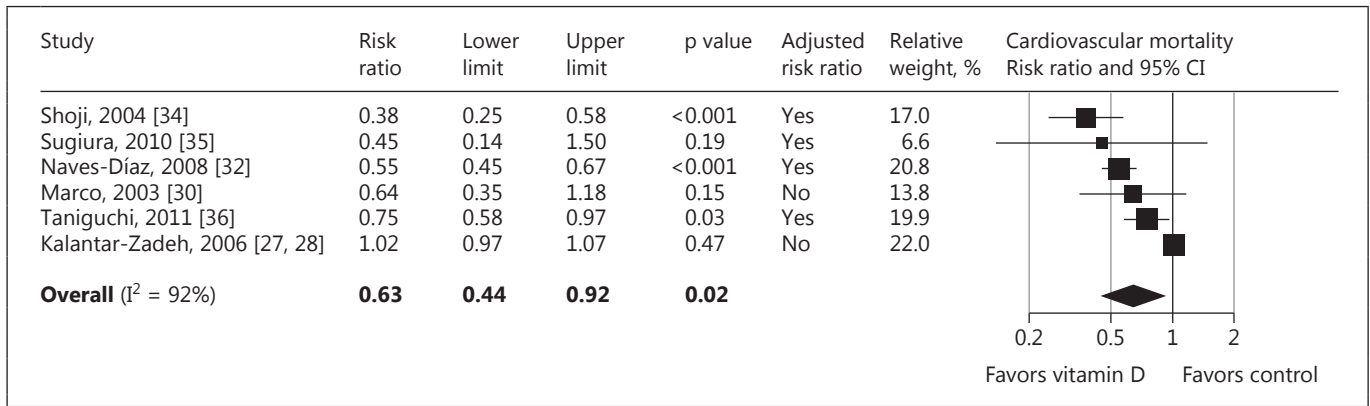 Study Risk ratio Lower limit Upper limit p value Adjusted risk ratio Relative weight, % Cardiovascular mortality Risk ratio and 95% CI
Shoji, 2004 [34] 0.38 0.25 0.58 <0.001 Yes 17.0
Sugiura, 2010 [35] 0.45 0.14 1.50 0.19 Yes 6.6
Naves-Díaz, 2008 [32] 0.55 0.45 0.67 <0.001 Yes 20.8
Marco, 2003 [30] 0.64 0.35 1.18 0.15 No 13.8
Taniguchi, 2011 [36] 0.75 0.58 0.97 0.03 Yes 19.9
Kalantar-Zadeh, 2006 [27, 28] 1.02 0.97 1.07 0.47 No 22.0
Overall (I² = 92%) 0.63 0.44 0.92 0.02
0.2 0.5 1 2
Favors vitamin D Favors control